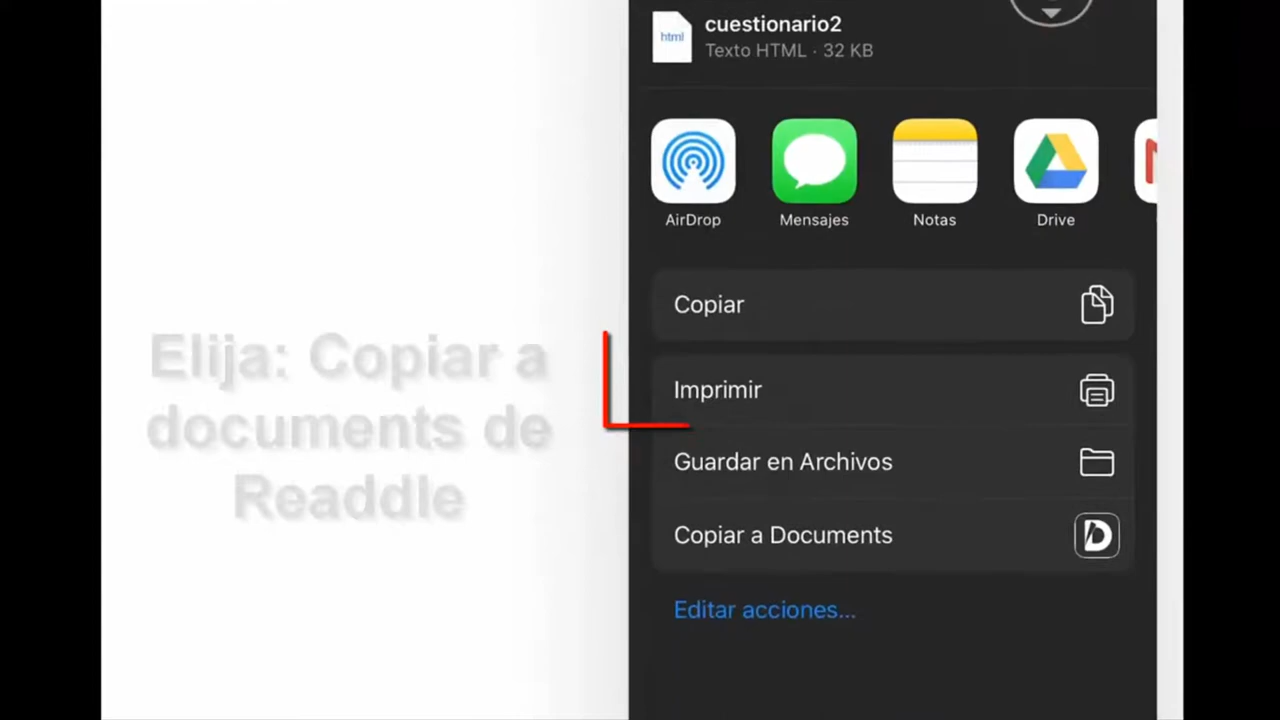 cuestionario2
html
Texto HTML · 32 KB
AirDrop
Mensajes
Notas
Drive
Copiar
Imprimir
Guardar en Archivos
Copiar a Documents
Editar acciones...
Elija: Copiar a
documents de
Readdle